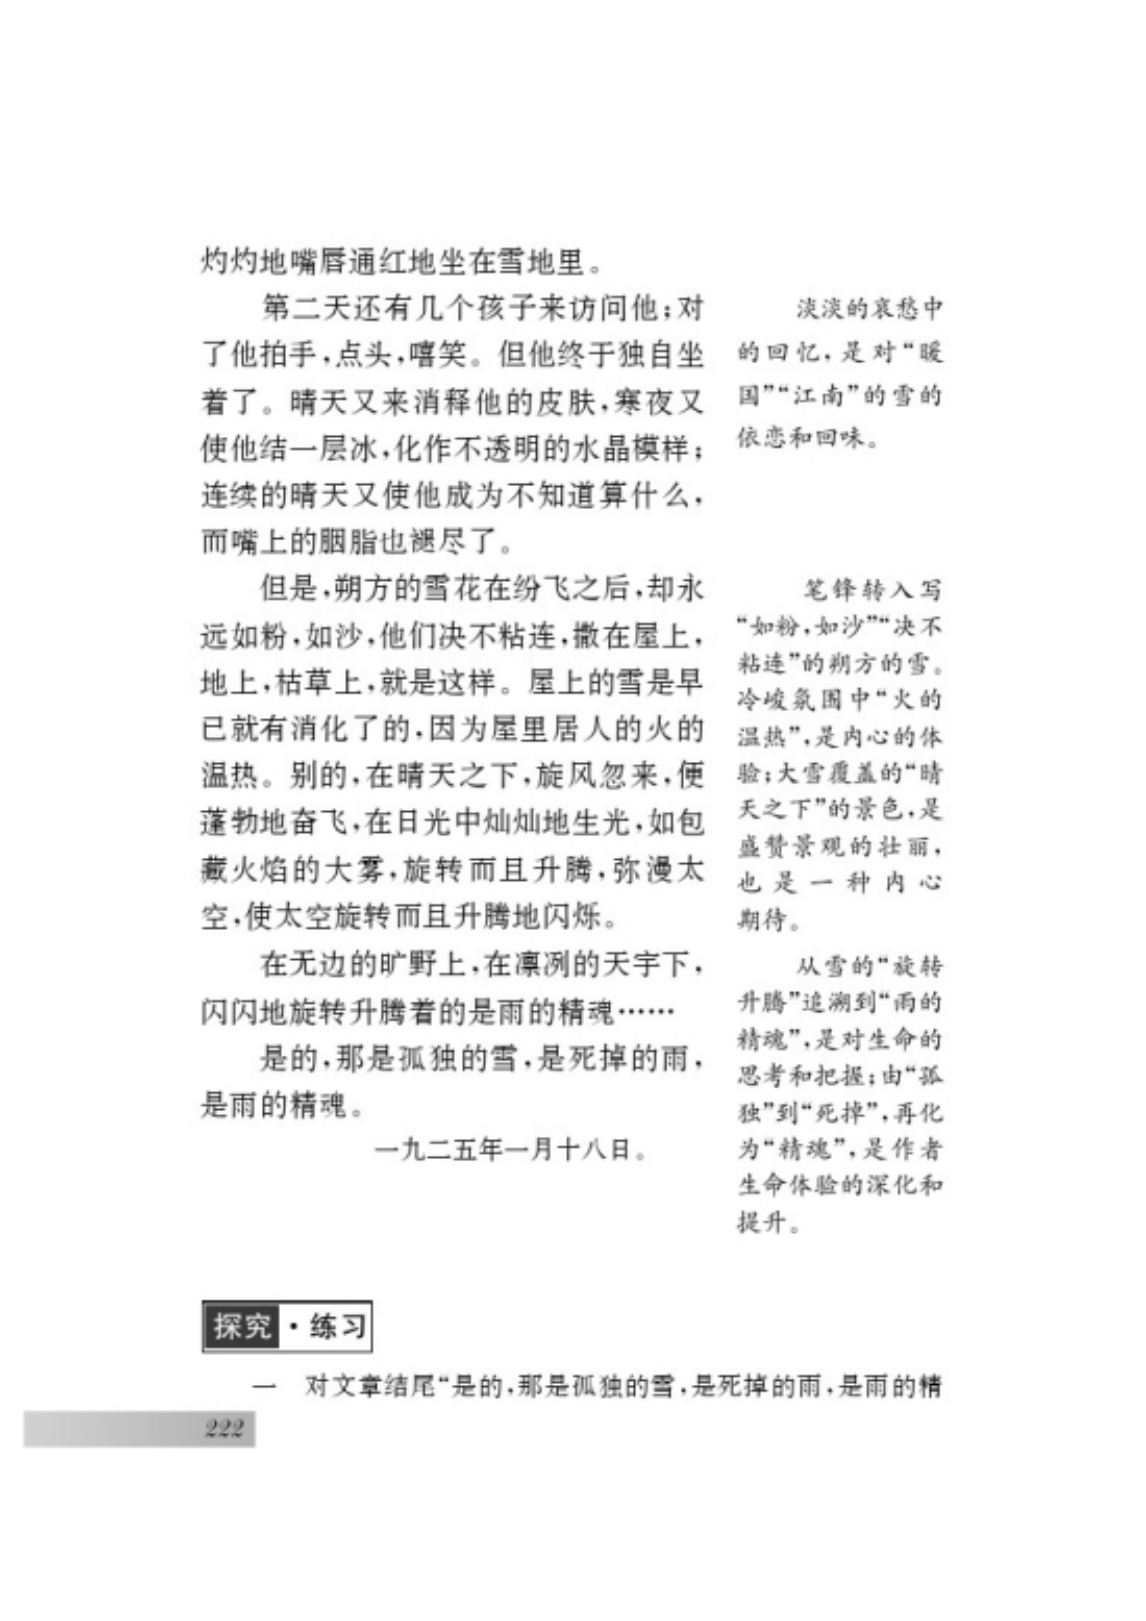 灼灼地嘴唇通红地坐在雪地里。
第二天还有几个孩子来访问他;对
了他拍手,点头,嘻笑。但他终于独自坐
着了。晴天又来消释他的皮肤,寒夜又
使他结一层冰,化作不透明的水晶模样;
连续的晴天又使他成为不知道算什么,
而嘴上的胭脂也褪尽了。
但是,朔方的雪花在纷飞之后,却永
远如粉,如沙,他们决不粘连,撒在屋上,
地上,枯草上,就是这样。屋上的雪是早
已就有消化了的,因为屋里居人的火的
温热。别的,在晴天之下,旋风忽来,便
蓬勃地奋飞,在日光中灿灿地生光,如包
藏火焰的大雾,旋转而且升腾,弥漫太
空,使太空旋转而且升腾地闪烁。
在无边的旷野上,在凛冽的天宇下,
闪闪地旋转升腾着的是雨的精魂……
是的,那是孤独的雪,是死掉的雨,
是雨的精魂。
一九二五年一月十八日。
淡淡的哀愁中
的回忆,是对“暖
国”“江南”的雪的
依恋和回味。
笔锋转入写
“如粉,如沙”“决不
粘连”的朔方的雪。
冷峻氛围中“火的
温热”,是内心的体
验;大雪覆盖的“晴
天之下”的景色,是
盛赞景观的壮丽,
也是一种内心
期待。
从雪的“旋转
升腾”追溯到“雨的
精魂”,是对生命的
思考和把握;由“孤
独”到“死掉”,再化
为“精魂”,是作者
生命体验的深化和
提升。
探究·练习
一 对文章结尾“是的,那是孤独的雪,是死掉的雨,是雨的精
222